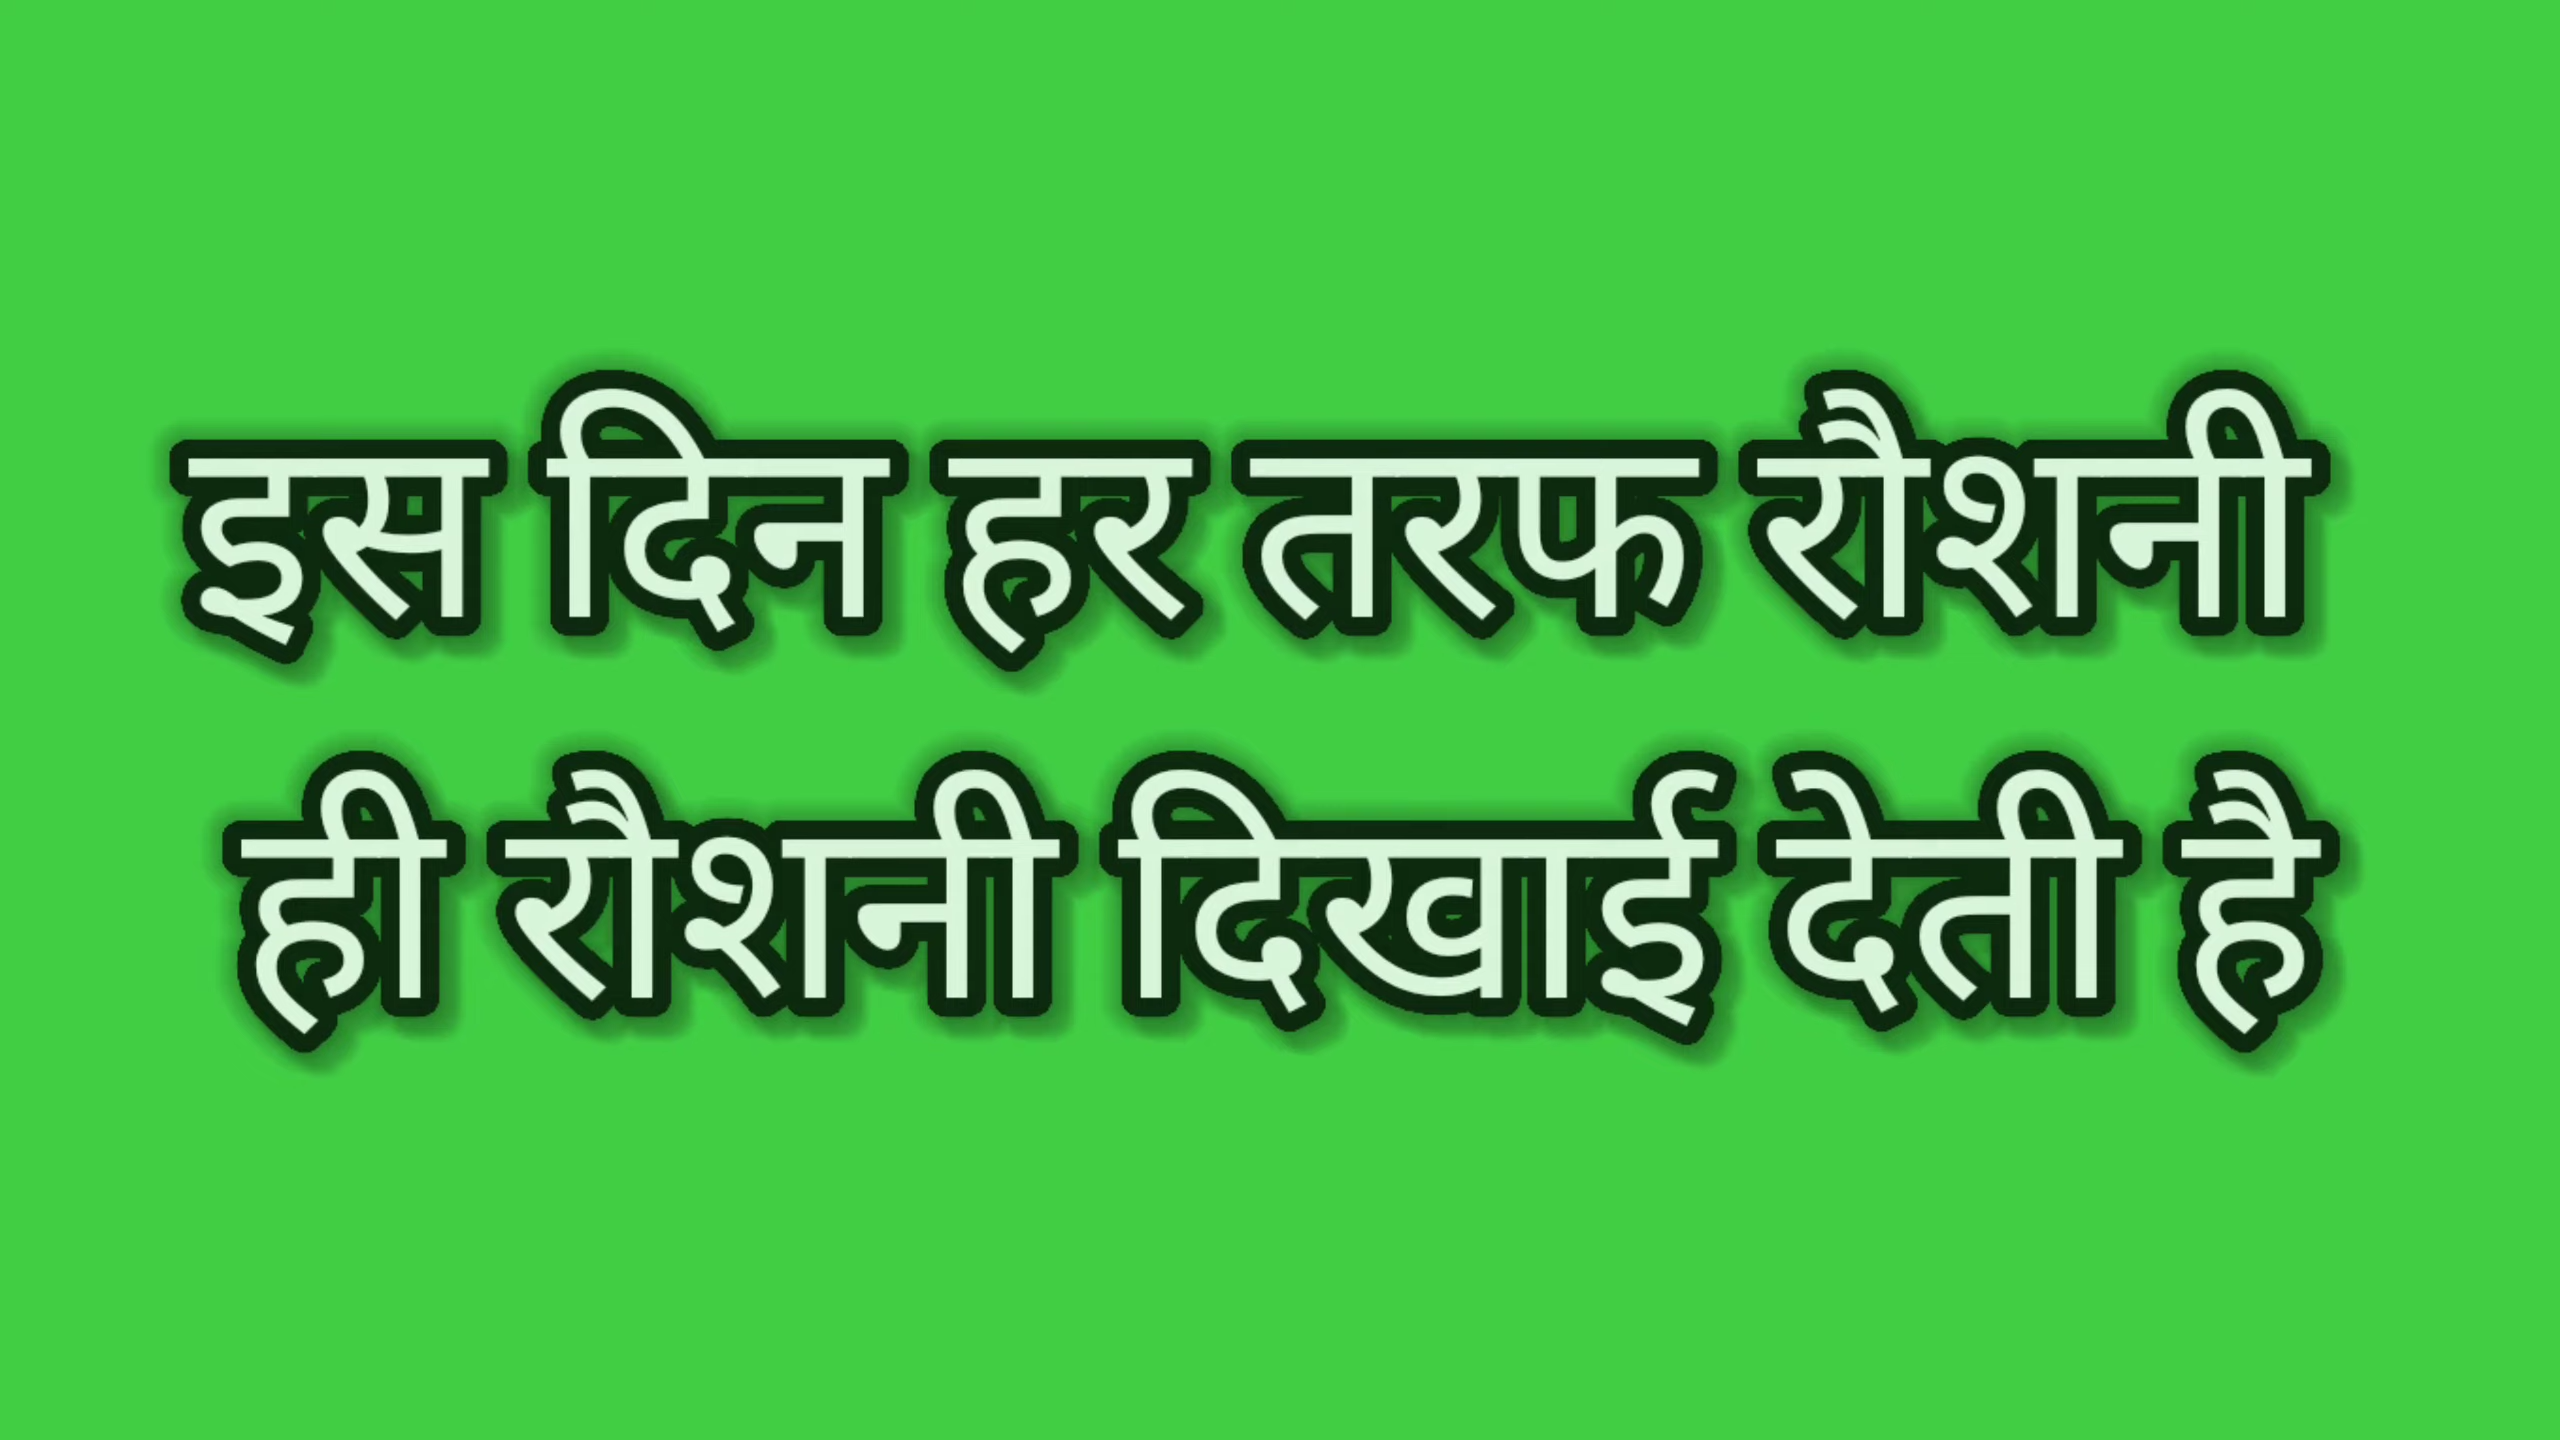 इस दिन हर तरफ रौशनी
ही रौशनी दिखाई देती है